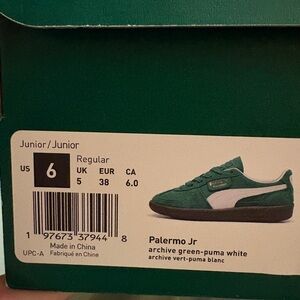 Junior/Junior
Regular
US 6 UK EUR CA
5 38 6.0
1 97673 37944 8
Made in China
UPC-A Fabriqué en Chine
Palermo Jr
archive green-puma white
archive vert-puma blanc